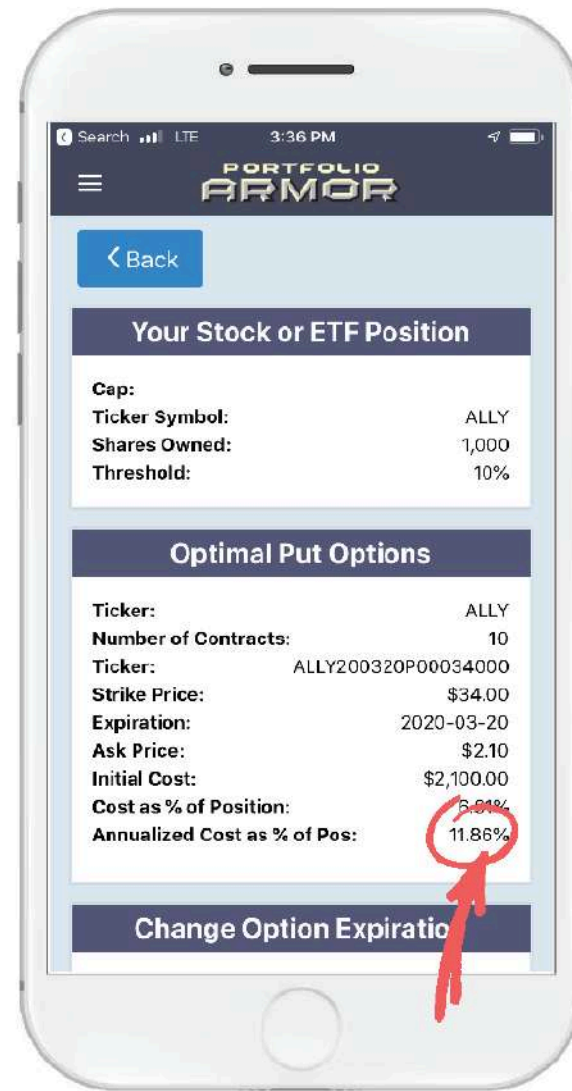 Search LTE 3:36 PM
PORTFOLIO
ARMOR
Back
Your Stock or ETF Position
Cap:
Ticker Symbol: ALLY
Shares Owned: 1,000
Threshold: 10%
Optimal Put Options
Ticker: ALLY
Number of Contracts: 10
Ticker: ALLY200320P00034000
Strike Price: $34.00
Expiration: 2020-03-20
Ask Price: $2.10
Initial Cost: $2,100.00
Cost as % of Position:
Annualized Cost as % of Pos: 11.86%
Change Option Expiration